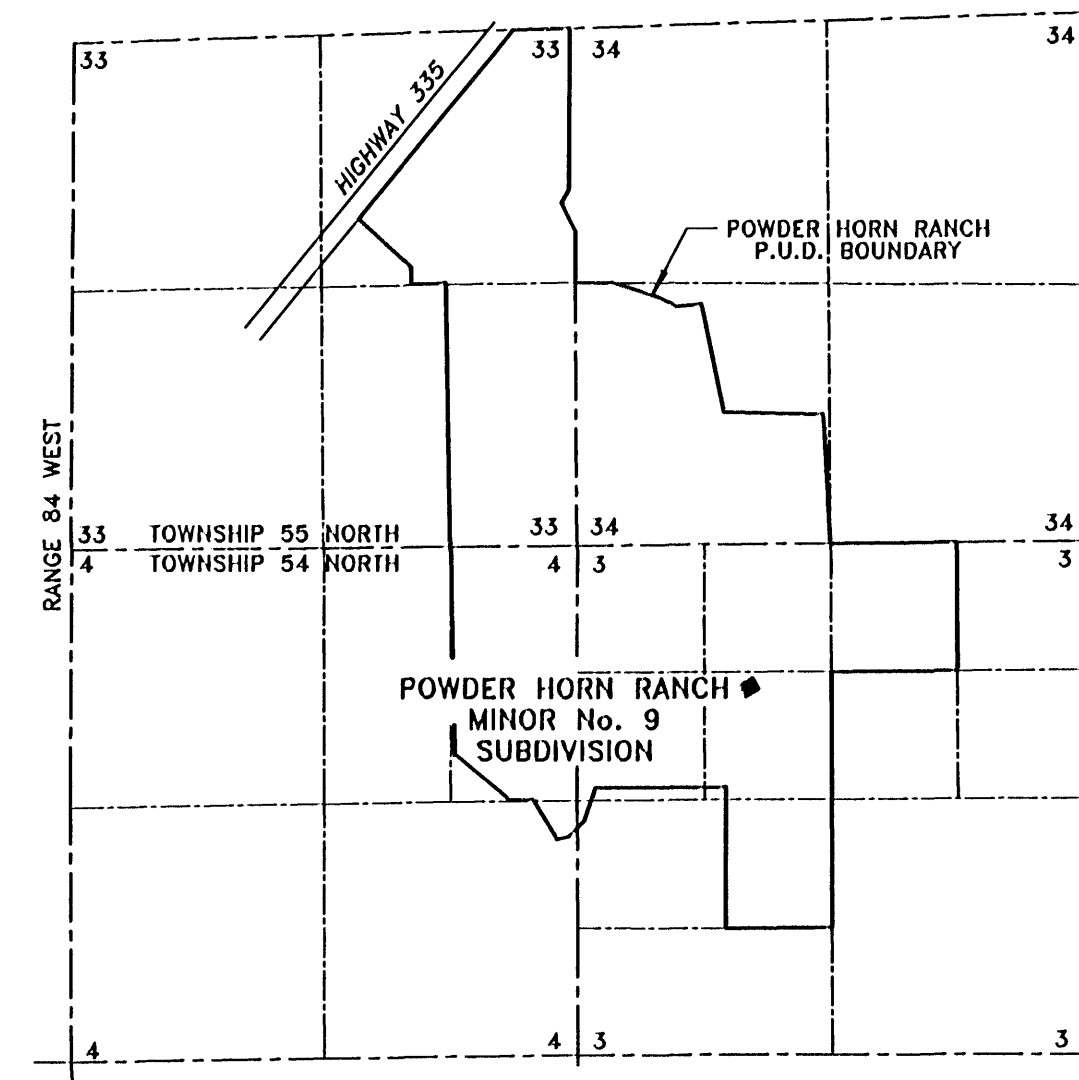 33
33 34
34
HIGHWAY 335
POWDER HORN RANCH
P.U.D. BOUNDARY
RANGE 84 WEST
33 TOWNSHIP 55 NORTH 33 34 34
4 TOWNSHIP 54 NORTH 4 3 3
POWDER HORN RANCH
MINOR No. 9
SUBDIVISION
4 4 3 3